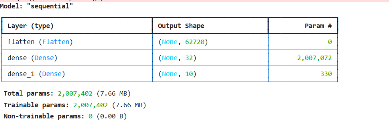 Model: "sequential"
Layer (type) Output Shape Param #
flatten (Flatten) (None, 62720) 0
dense (Dense) (None, 32) 2,007,072
dense_1 (Dense) (None, 10) 330
Total params: 2,007,402 (7.66 MB)
Trainable params: 2,007,402 (7.66 MB)
Non-trainable params: 0 (0.00 B)